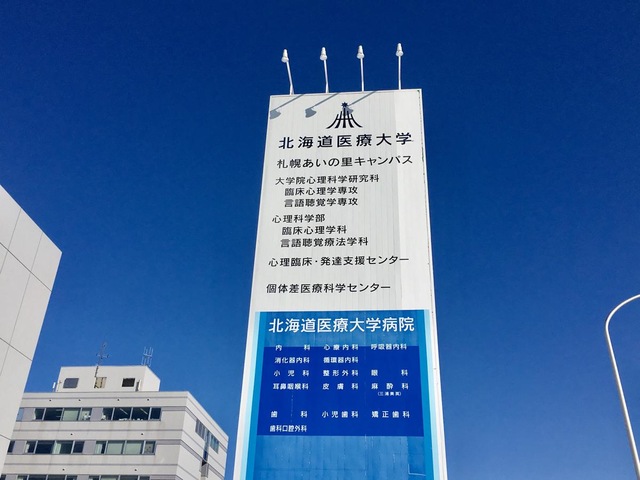 北海道医療大学
札幌あいの里キャンパス
大学院心理科学研究科
臨床心理学専攻
言語聴覚学専攻
心理科学部
臨床心理学科
言語聴覚療法学科
心理臨床・発達支援センター
個体差医療科学センター
北海道医療大学病院
内科 心療内科 呼吸器内科
消化器内科 循環器内科
小児科 整形外科 眼科
耳鼻咽喉科 皮膚科 麻酔科
歯科 小児歯科 矯正歯科
歯科口腔外科